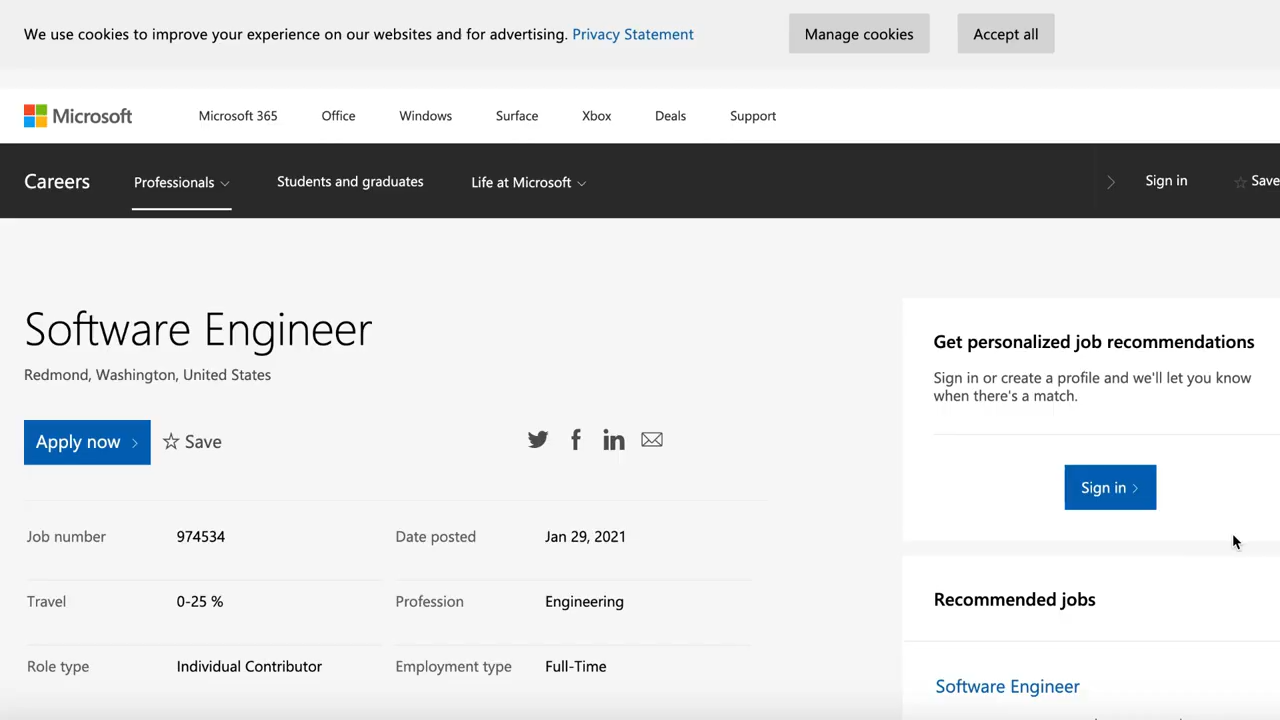 We use cookies to improve your experience on our websites and for advertising. Privacy Statement
Manage cookies
Accept all
Microsoft
Microsoft 365
Office
Windows
Surface
Xbox
Deals
Support
Careers
Professionals
Students and graduates
Life at Microsoft
Sign in
Save
Software Engineer
Redmond, Washington, United States
Apply now
Save
Job number
974534
Date posted
Jan 29, 2021
Travel
0-25 %
Profession
Engineering
Role type
Individual Contributor
Employment type
Full-Time
Get personalized job recommendations
Sign in or create a profile and we'll let you know
when there's a match.
Sign in
Recommended jobs
Software Engineer